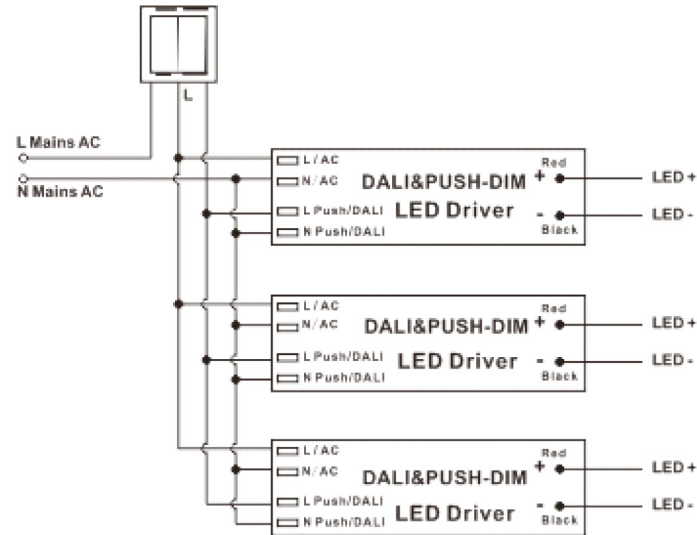 L
L Mains AC
N Mains AC
L/AC
N/AC
L Push/DALI
N Push/DALI
DALI&PUSH-DIM
LED Driver
Red
+
-
Black
LED +
LED -
L/AC
N/AC
L Push/DALI
N Push/DALI
DALI&PUSH-DIM
LED Driver
Red
+
-
Black
LED +
LED -
L/AC
N/AC
L Push/DALI
N Push/DALI
DALI&PUSH-DIM
LED Driver
Red
+
-
Black
LED +
LED -